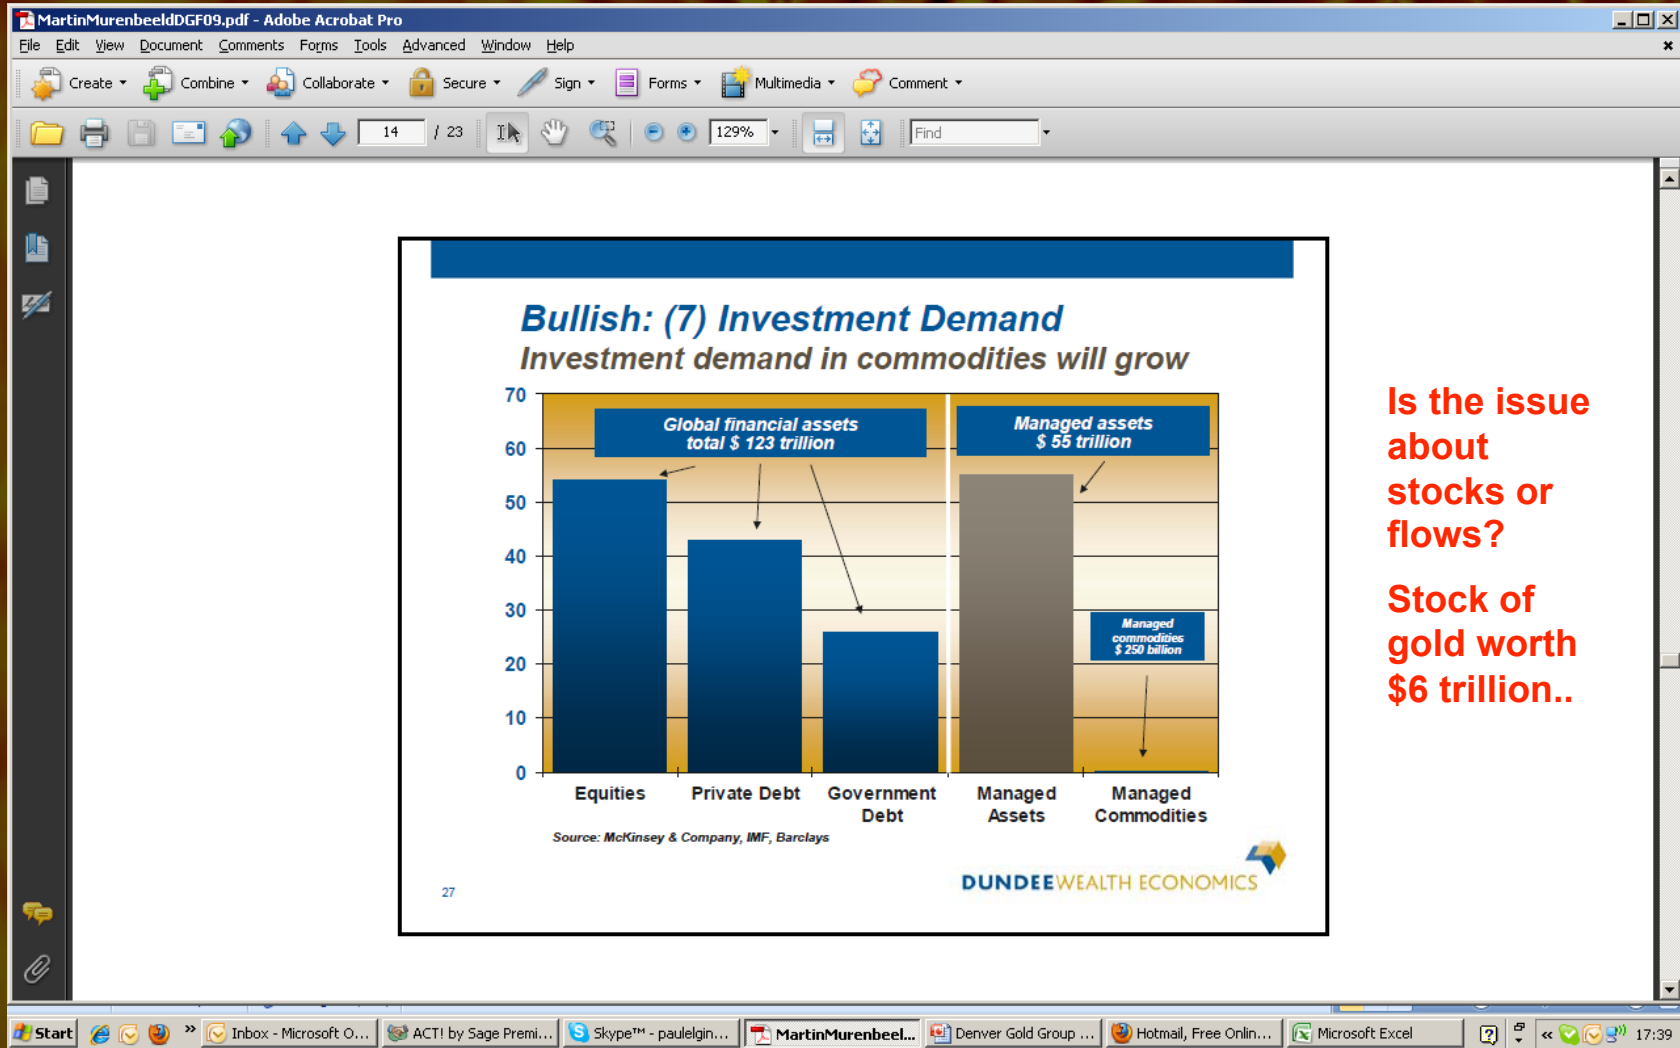 MartinMurenbeeldDGF09.pdf - Adobe Acrobat Pro
File Edit View Document Comments Forms Tools Advanced Window Help
Create Combine Collaborate Secure Sign Forms Multimedia Comment
14 / 23 129% Find
Bullish: (7) Investment Demand
Investment demand in commodities will grow
70
60
50
40
30
20
10
0
Global financial assets
total $ 123 trillion
Managed assets
$ 55 trillion
Managed
commodities
$ 250 billion
Equities Private Debt Government Managed Managed
Debt Assets Commodities
Source: McKinsey & Company, IMF, Barclays
27
DUNDEEWEALTH ECONOMICS
Is the issue
about
stocks or
flows?
Stock of
gold worth
$6 trillion..
Start » Inbox - Microsoft O... ACT! by Sage Premi... Skype™ - paulelgin... MartinMurenbeel... Denver Gold Group ... Hotmail, Free Onlin... Microsoft Excel « 17:39